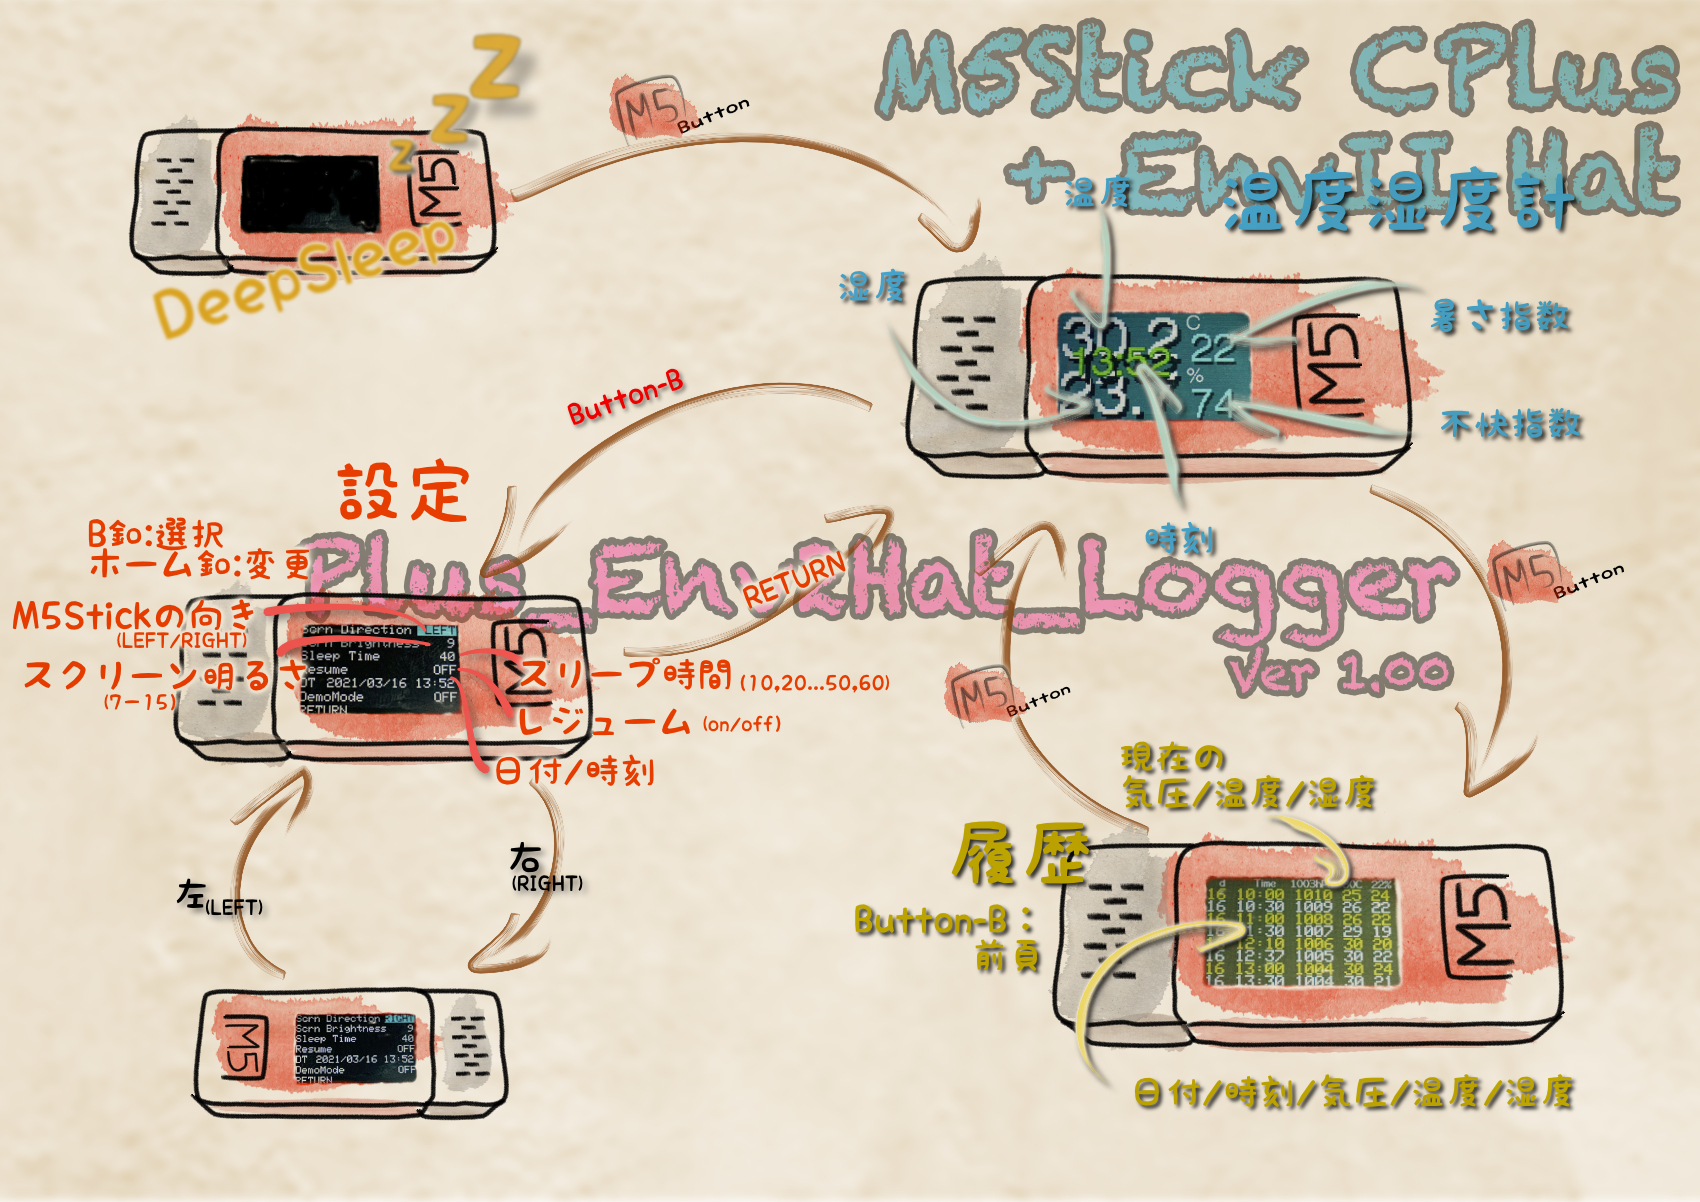 M5Stick CPlus
+ EnvII Hat
温度湿度計
Z
Z
Z
M5
DeepSleep
M5
Button
温度
湿度
暑さ指数
不快指数
時刻
30.2
C
22
13:52
%
23.
74
M5
Button-B
設定
B釦:選択
ホーム釦:変更
Plus_Env2Hat_Logger
Ver 1.00
RETURN
M5
Button
M5
Button
M5Stickの向き
(LEFT/RIGHT)
スクリーン明るさ
(7-15)
Scrn Direction LEFT
Scrn Brightness 9
Sleep Time 40
Resume OFF
DT 2021/03/16 13:52
DemoMode OFF
RETURN
M5
スリープ時間 (10,20...50,60)
レジューム (on/off)
日付/時刻
左(LEFT)
右
(RIGHT)
M5
Scrn Direction RIGHT
Scrn Brightness 9
Sleep Time 40
Resume OFF
DT 2021/03/16 13:52
DemoMode OFF
RETURN
現在の
気圧/温度/湿度
履歴
Button-B:
前頁
d Time 1003h 0C 22%
16 10:00 1010 25 24
16 10:30 1009 26 22
16 11:00 1008 26 22
16 1:30 1007 29 19
12:10 1006 30 20
16 12:37 1005 30 22
16 13:00 1004 30 24
16 13:30 1004 30 21
M5
日付/時刻/気圧/温度/湿度